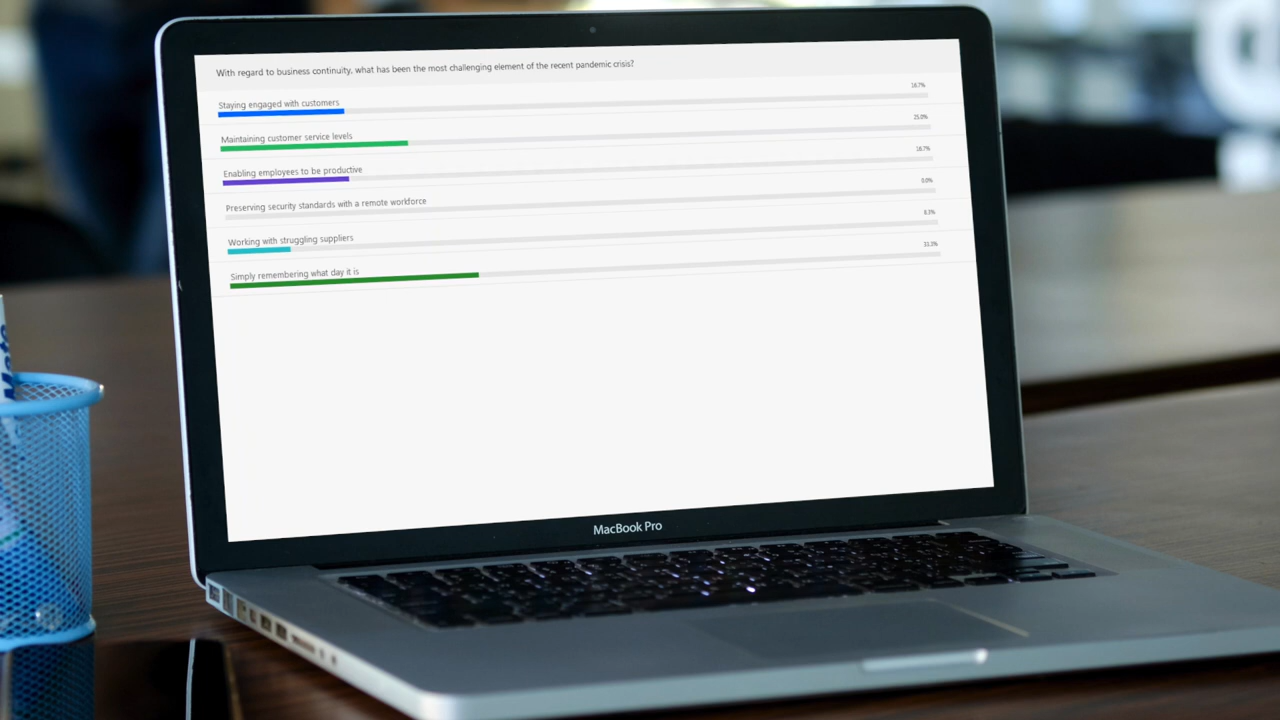 With regard to business continuity, what has been the most challenging element of the recent pandemic crisis?
Staying engaged with customers
16.7%
Maintaining customer service levels
25.0%
Enabling employees to be productive
16.7%
Preserving security standards with a remote workforce
0.0%
Working with struggling suppliers
8.3%
Simply remembering what day it is
33.3%
MacBook Pro